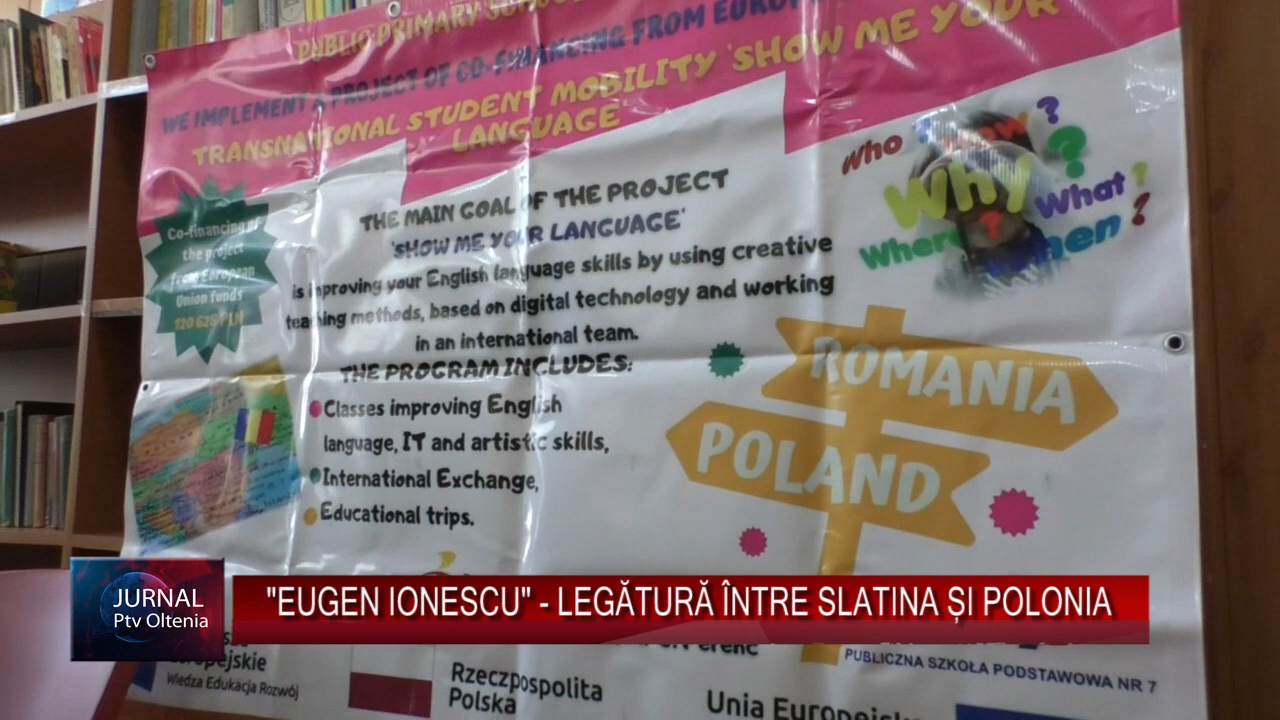 PUBLIC PRIMARY SCHOOL
WE IMPLEMENT A PROJECT OF CO-FINANCING FROM
TRANSNATIONAL STUDENT MOBILITY 'SHOW ME YOUR
LANGUAGE'
Co-financing of
the project
from European
Union funds
THE MAIN GOAL OF THE PROJECT
'SHOW ME YOUR LANGUAGE'
is improving your English language skills by using creative
teaching methods, based on digital technology and working
in an international team.
THE PROGRAM INCLUDES:
Classes improving English
language, IT and artistic skills,
International Exchange,
Educational trips.
Who ?
Why ?
What ?
Where ?
ROMANIA
POLAND
JURNAL
Ptv Oltenia
"EUGEN IONESCU" - LEGĂTURĂ ÎNTRE SLATINA ȘI POLONIA
Wiedza Edukacja Rozwój
Rzeczpospolita
Polska
Unia
PUBLICZNA SZKOŁA PODSTAWOWA NR 7